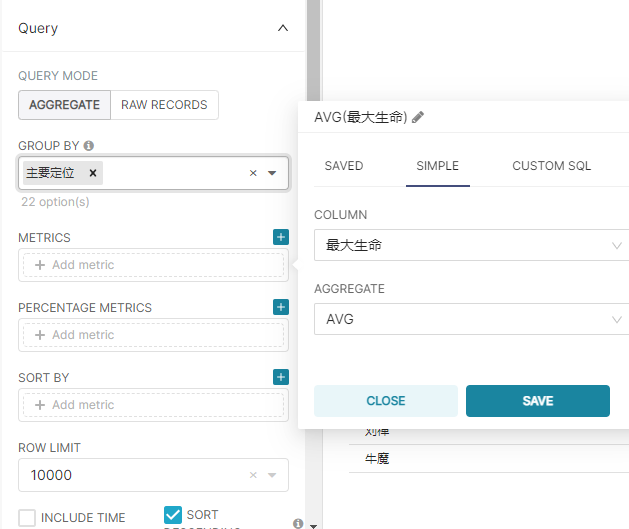 Query
QUERY MODE
AGGREGATE RAW RECORDS
GROUP BY
主要定位
22 option(s)
METRICS
Add metric
PERCENTAGE METRICS
Add metric
SORT BY
Add metric
ROW LIMIT
10000
INCLUDE TIME
SORT
AVG(最大生命)
SAVED SIMPLE CUSTOM SQL
COLUMN
最大生命
AGGREGATE
AVG
CLOSE SAVE
牛魔